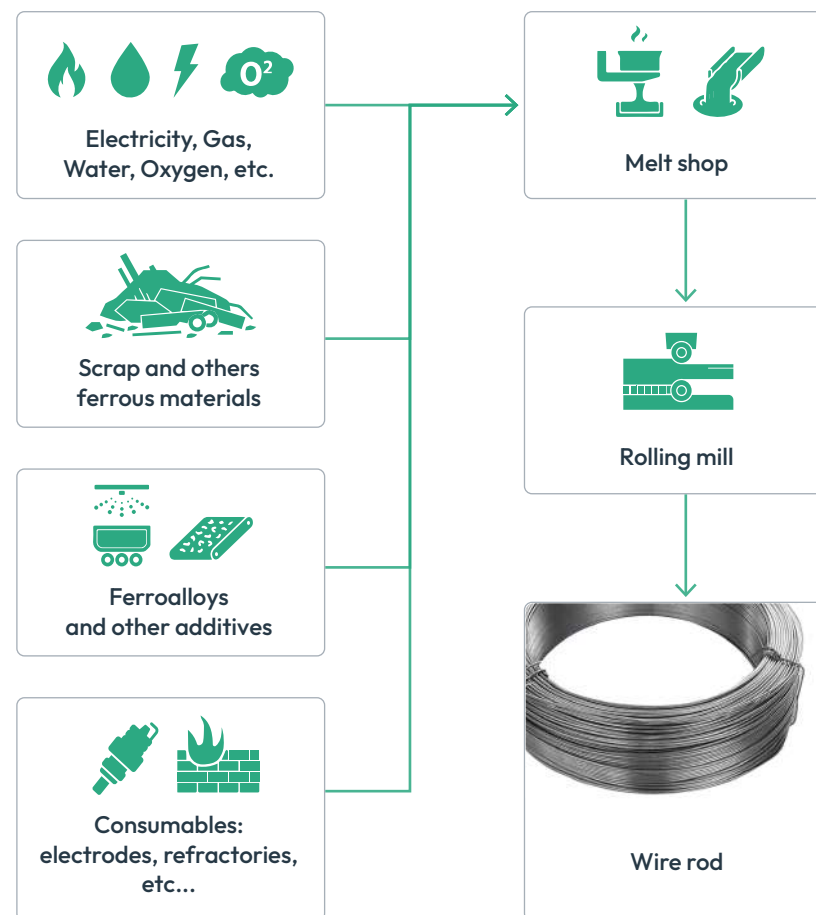 O²
Electricity, Gas,
Water, Oxygen, etc.
Scrap and others
ferrous materials
Ferroalloys
and other additives
Consumables:
electrodes, refractories,
etc...
Melt shop
Rolling mill
Wire rod